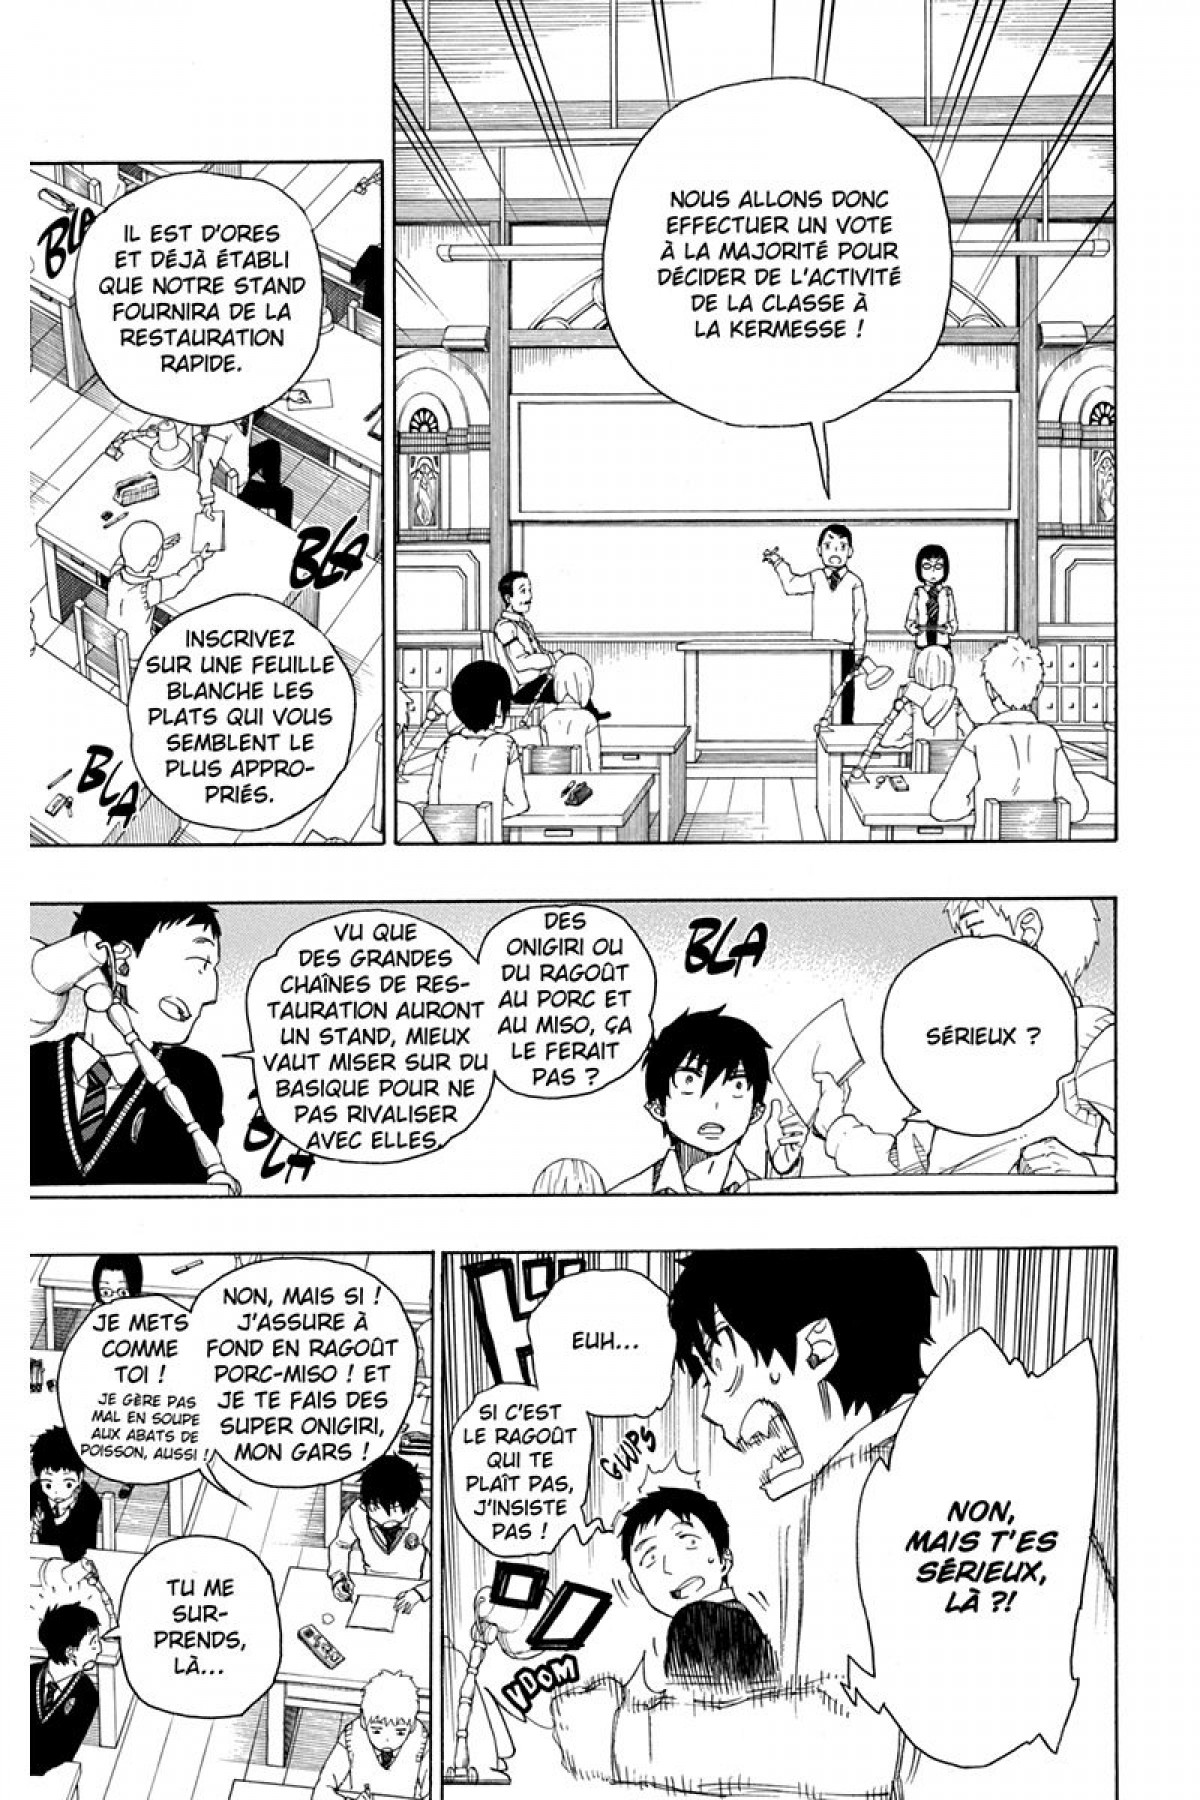 NOUS ALLONS DONC
EFFECTUER UN VOTE
À LA MAJORITÉ POUR
DÉCIDER DE L'ACTIVITÉ
DE LA CLASSE À
LA KERMESSE !
IL EST D'ORES
ET DÉJÀ ÉTABLI
QUE NOTRE STAND
FOURNIRA DE LA
RESTAURATION
RAPIDE.
BLA
BLA
INSCRIVEZ
SUR UNE FEUILLE
BLANCHE LES
PLATS QUI VOUS
SEMBLENT LE
PLUS APPRO-
PRIÉS.
BLA
SÉRIEUX ?
BLA
DES
ONIGIRI OU
DU RAGOÛT
AU PORC ET
AU MISO, ÇA
LE FERAIT
PAS ?
VU QUE
DES GRANDES
CHAÎNES DE RES-
TAURATION AURONT
UN STAND, MIEUX
VAUT MISER SUR DU
BASIQUE POUR NE
PAS RIVALISER
AVEC ELLES.
BLA
BLA
NON,
MAIS T'ES
SÉRIEUX,
LÀ ?!
EUH...
GWPS
SI C'EST
LE RAGOÛT
QUI TE
PLAÎT PAS,
J'INSISTE
PAS !
VDOM
NON, MAIS SI !
J'ASSURE À
FOND EN RAGOÛT
PORC-MISO ! ET
JE TE FAIS DES
SUPER ONIGIRI,
MON GARS !
JE METS
COMME
TOI !
JE GÈRE PAS
MAL EN SOUPE
AUX ABATS DE
POISSON, AUSSI !
TU ME
SUR-
PRENDS,
LÀ...